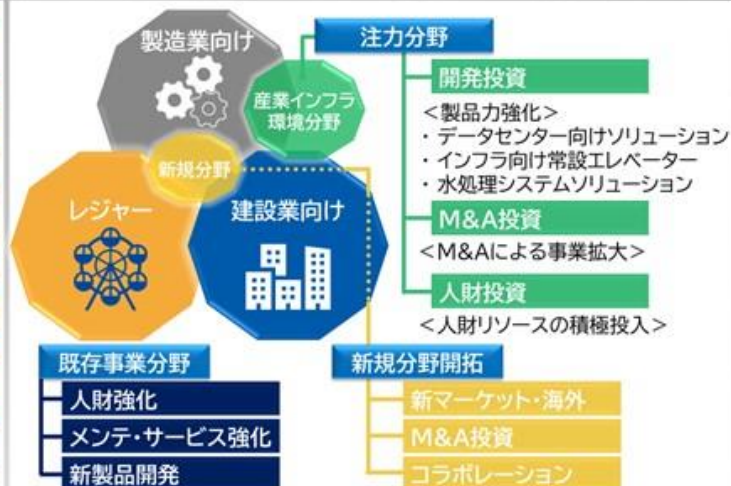 製造業向け
産業インフラ
環境分野
新規分野
レジャー
建設業向け
注力分野
開発投資
<製品力強化>
・データセンター向けソリューション
・インフラ向け常設エレベーター
・水処理システムソリューション
M&A投資
<M&Aによる事業拡大>
人財投資
<人財リソースの積極投入>
既存事業分野
人財強化
メンテ・サービス強化
新製品開発
新規分野開拓
新マーケット・海外
M&A投資
コラボレーション